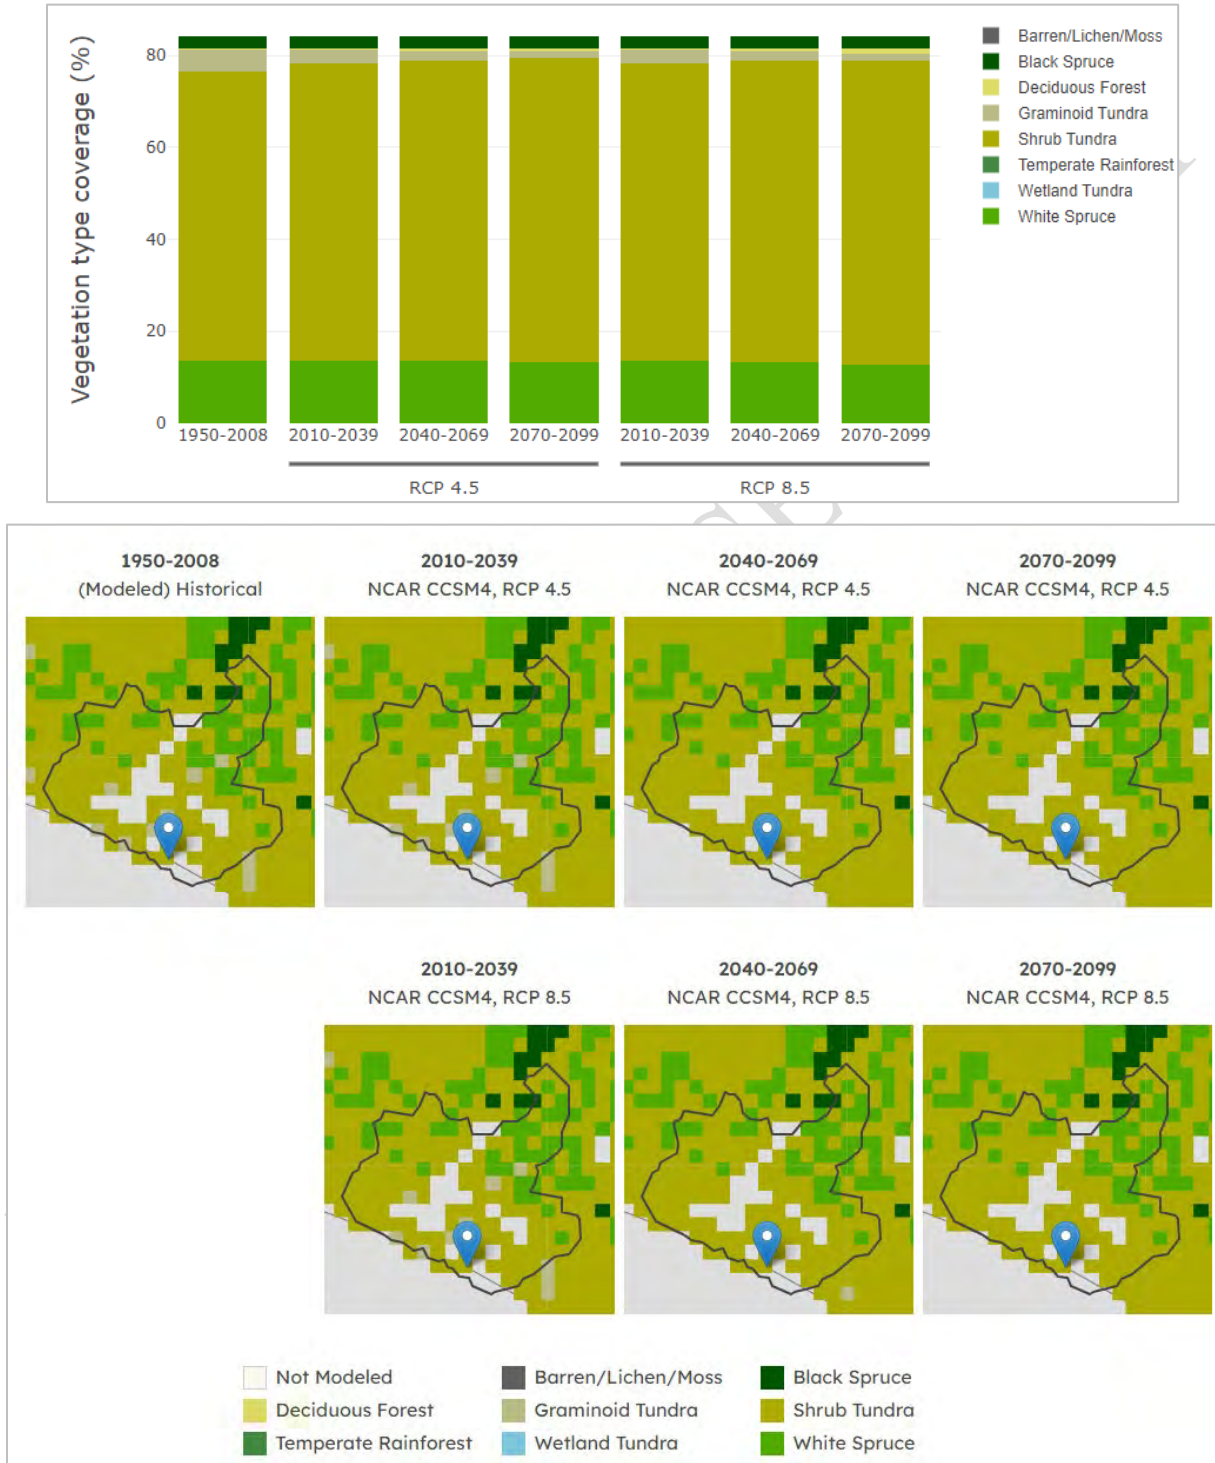 Vegetation type coverage (%)
80
60
40
20
0
1950-2008 2010-2039 2040-2069 2070-2099 2010-2039 2040-2069 2070-2099
RCP 4.5 RCP 8.5
Barren/Lichen/Moss
Black Spruce
Deciduous Forest
Graminoid Tundra
Shrub Tundra
Temperate Rainforest
Wetland Tundra
White Spruce
1950-2008 2010-2039 2040-2069 2070-2099
(Modeled) Historical NCAR CCSM4, RCP 4.5 NCAR CCSM4, RCP 4.5 NCAR CCSM4, RCP 4.5
2010-2039 2040-2069 2070-2099
NCAR CCSM4, RCP 8.5 NCAR CCSM4, RCP 8.5 NCAR CCSM4, RCP 8.5
Not Modeled Barren/Lichen/Moss Black Spruce
Deciduous Forest Graminoid Tundra Shrub Tundra
Temperate Rainforest Wetland Tundra White Spruce